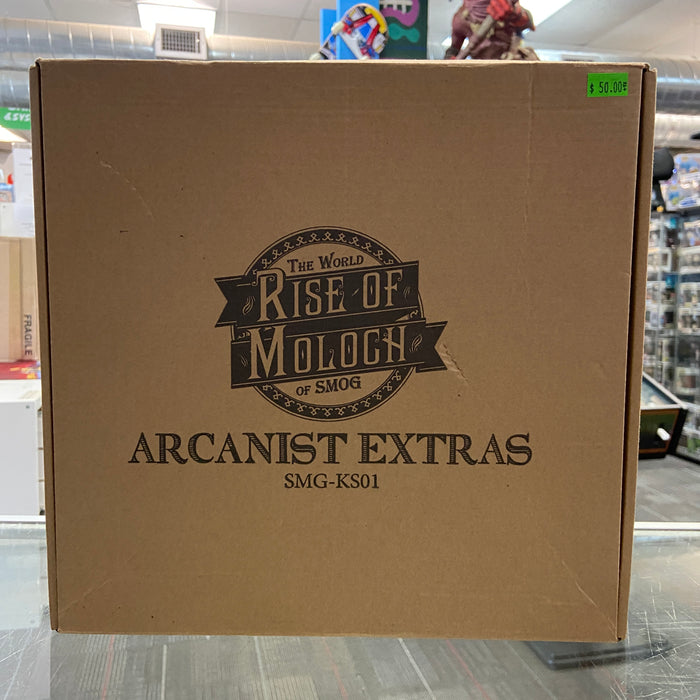 $ 50.00
The World
Rise of
Moloch
of SMOG
ARCANIST EXTRAS
SMG-KS01
FRAGILE